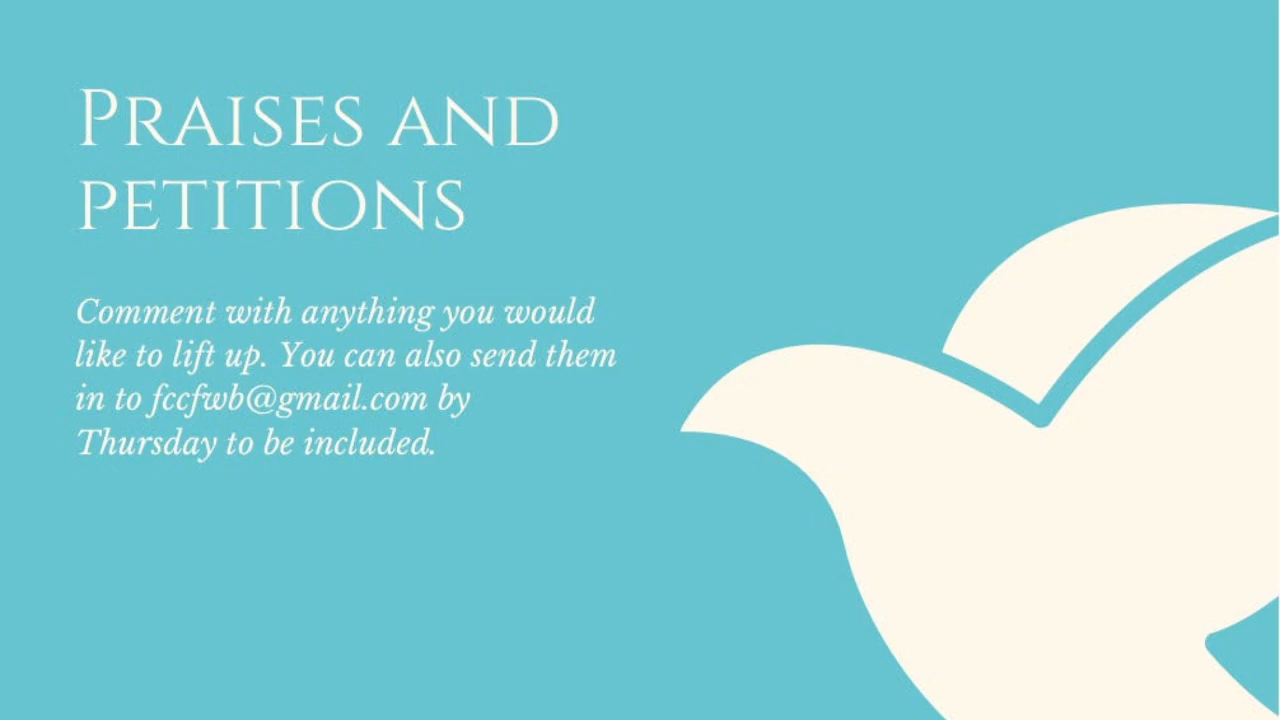 Praises and
petitions
Comment with anything you would
like to lift up. You can also send them
in to fccfwb@gmail.com by
Thursday to be included.